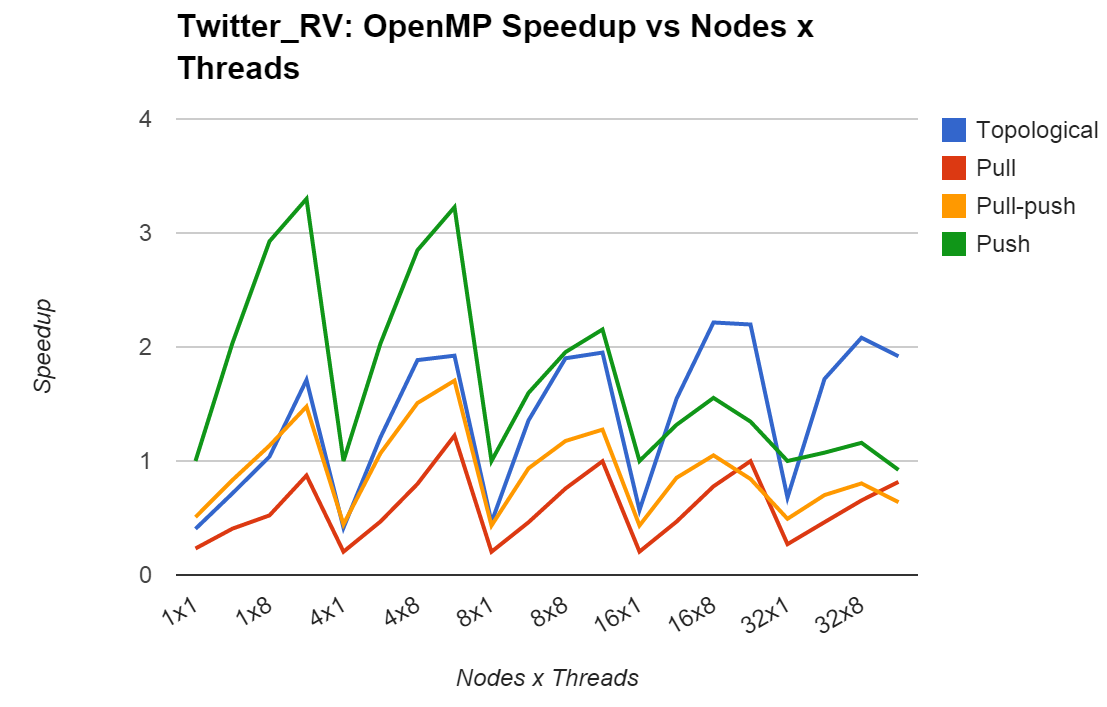 Twitter_RV: OpenMP Speedup vs Nodes x
Threads
4
3
2
1
0
Speedup
1x1
1x8
4x1
4x8
8x1
8x8
16x1
16x8
32x1
32x8
Nodes x Threads
Topological
Pull
Pull-push
Push